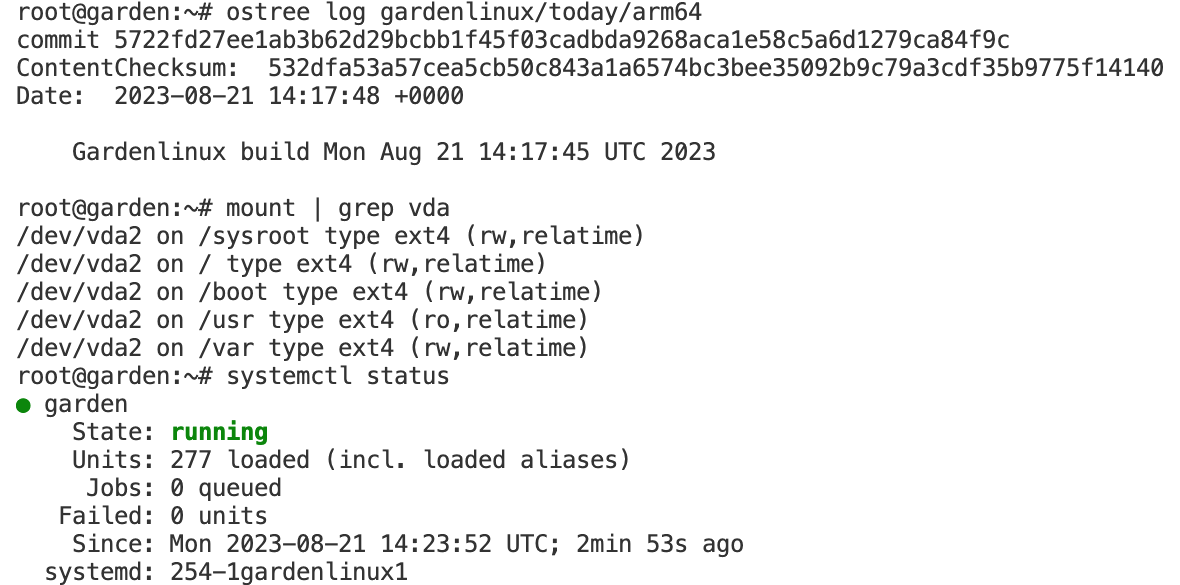 root@garden:~# ostree log gardenlinux/today/arm64
commit 5722fd27ee1ab3b62d29bcbb1f45f03cadbda9268aca1e58c5a6d1279ca84f9c
ContentChecksum:  532dfa53a57cea5cb50c843a1a6574bc3bee35092b9c79a3cdf35b9775f14140
Date:  2023-08-21 14:17:48 +0000

    Gardenlinux build Mon Aug 21 14:17:45 UTC 2023

root@garden:~# mount | grep vda
/dev/vda2 on /sysroot type ext4 (rw,relatime)
/dev/vda2 on / type ext4 (rw,relatime)
/dev/vda2 on /boot type ext4 (rw,relatime)
/dev/vda2 on /usr type ext4 (ro,relatime)
/dev/vda2 on /var type ext4 (rw,relatime)
root@garden:~# systemctl status
● garden
    State: running
    Units: 277 loaded (incl. loaded aliases)
     Jobs: 0 queued
   Failed: 0 units
    Since: Mon 2023-08-21 14:23:52 UTC; 2min 53s ago
  systemd: 254-1gardenlinux1